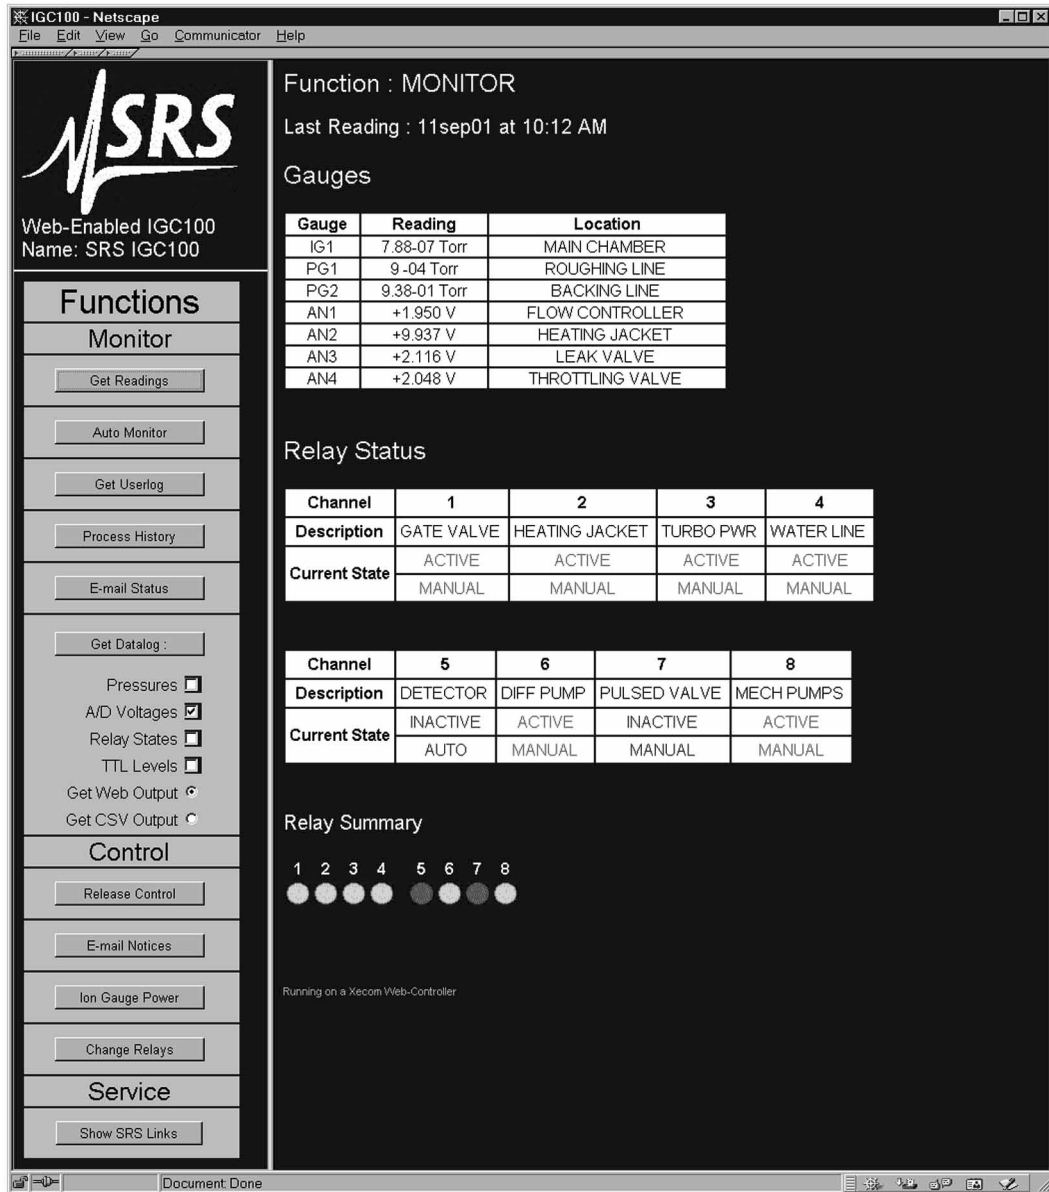 IGC100 - Netscape
File Edit View Go Communicator Help
SRS
Web-Enabled IGC100
Name: SRS IGC100
Functions
Monitor
Get Readings
Auto Monitor
Get Userlog
Process History
E-mail Status
Get Datalog :
Pressures
A/D Voltages
Relay States
TTL Levels
Get Web Output
Get CSV Output
Control
Release Control
E-mail Notices
Ion Gauge Power
Change Relays
Service
Show SRS Links
Function : MONITOR
Last Reading : 11sep01 at 10:12 AM
Gauges
Gauge Reading Location
IG1 7.88-07 Torr MAIN CHAMBER
PG1 9 -04 Torr ROUGHING LINE
PG2 9.38-01 Torr BACKING LINE
AN1 +1.950 V FLOW CONTROLLER
AN2 +9.937 V HEATING JACKET
AN3 +2.116 V LEAK VALVE
AN4 +2.048 V THROTTLING VALVE
Relay Status
Channel 1 2 3 4
Description GATE VALVE HEATING JACKET TURBO PWR WATER LINE
Current State ACTIVE ACTIVE ACTIVE ACTIVE
MANUAL MANUAL MANUAL MANUAL
Channel 5 6 7 8
Description DETECTOR DIFF PUMP PULSED VALVE MECH PUMPS
Current State INACTIVE ACTIVE INACTIVE ACTIVE
AUTO MANUAL MANUAL MANUAL
Relay Summary
1 2 3 4 5 6 7 8
Running on a Xecom Web-Controller
Document: Done